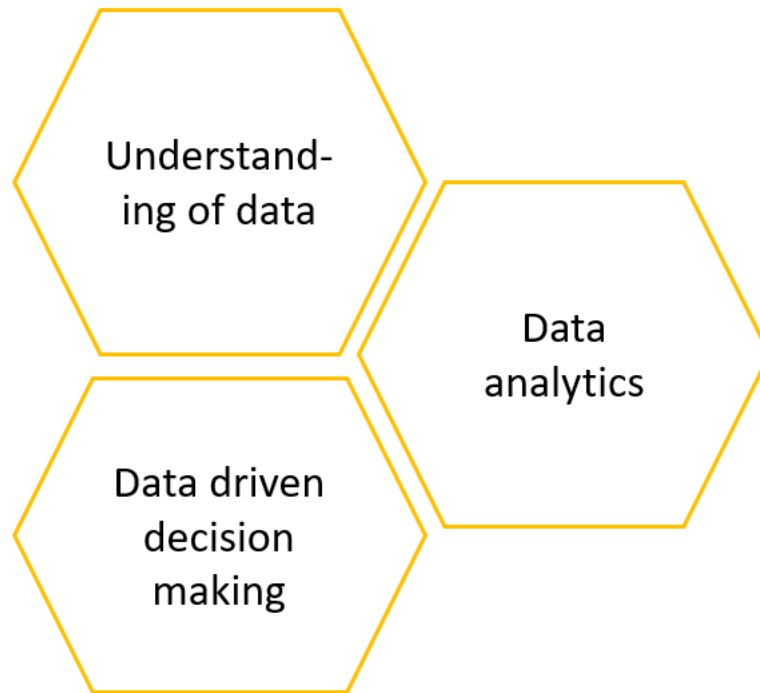 Understand-
ing of data
Data
analytics
Data driven
decision
making